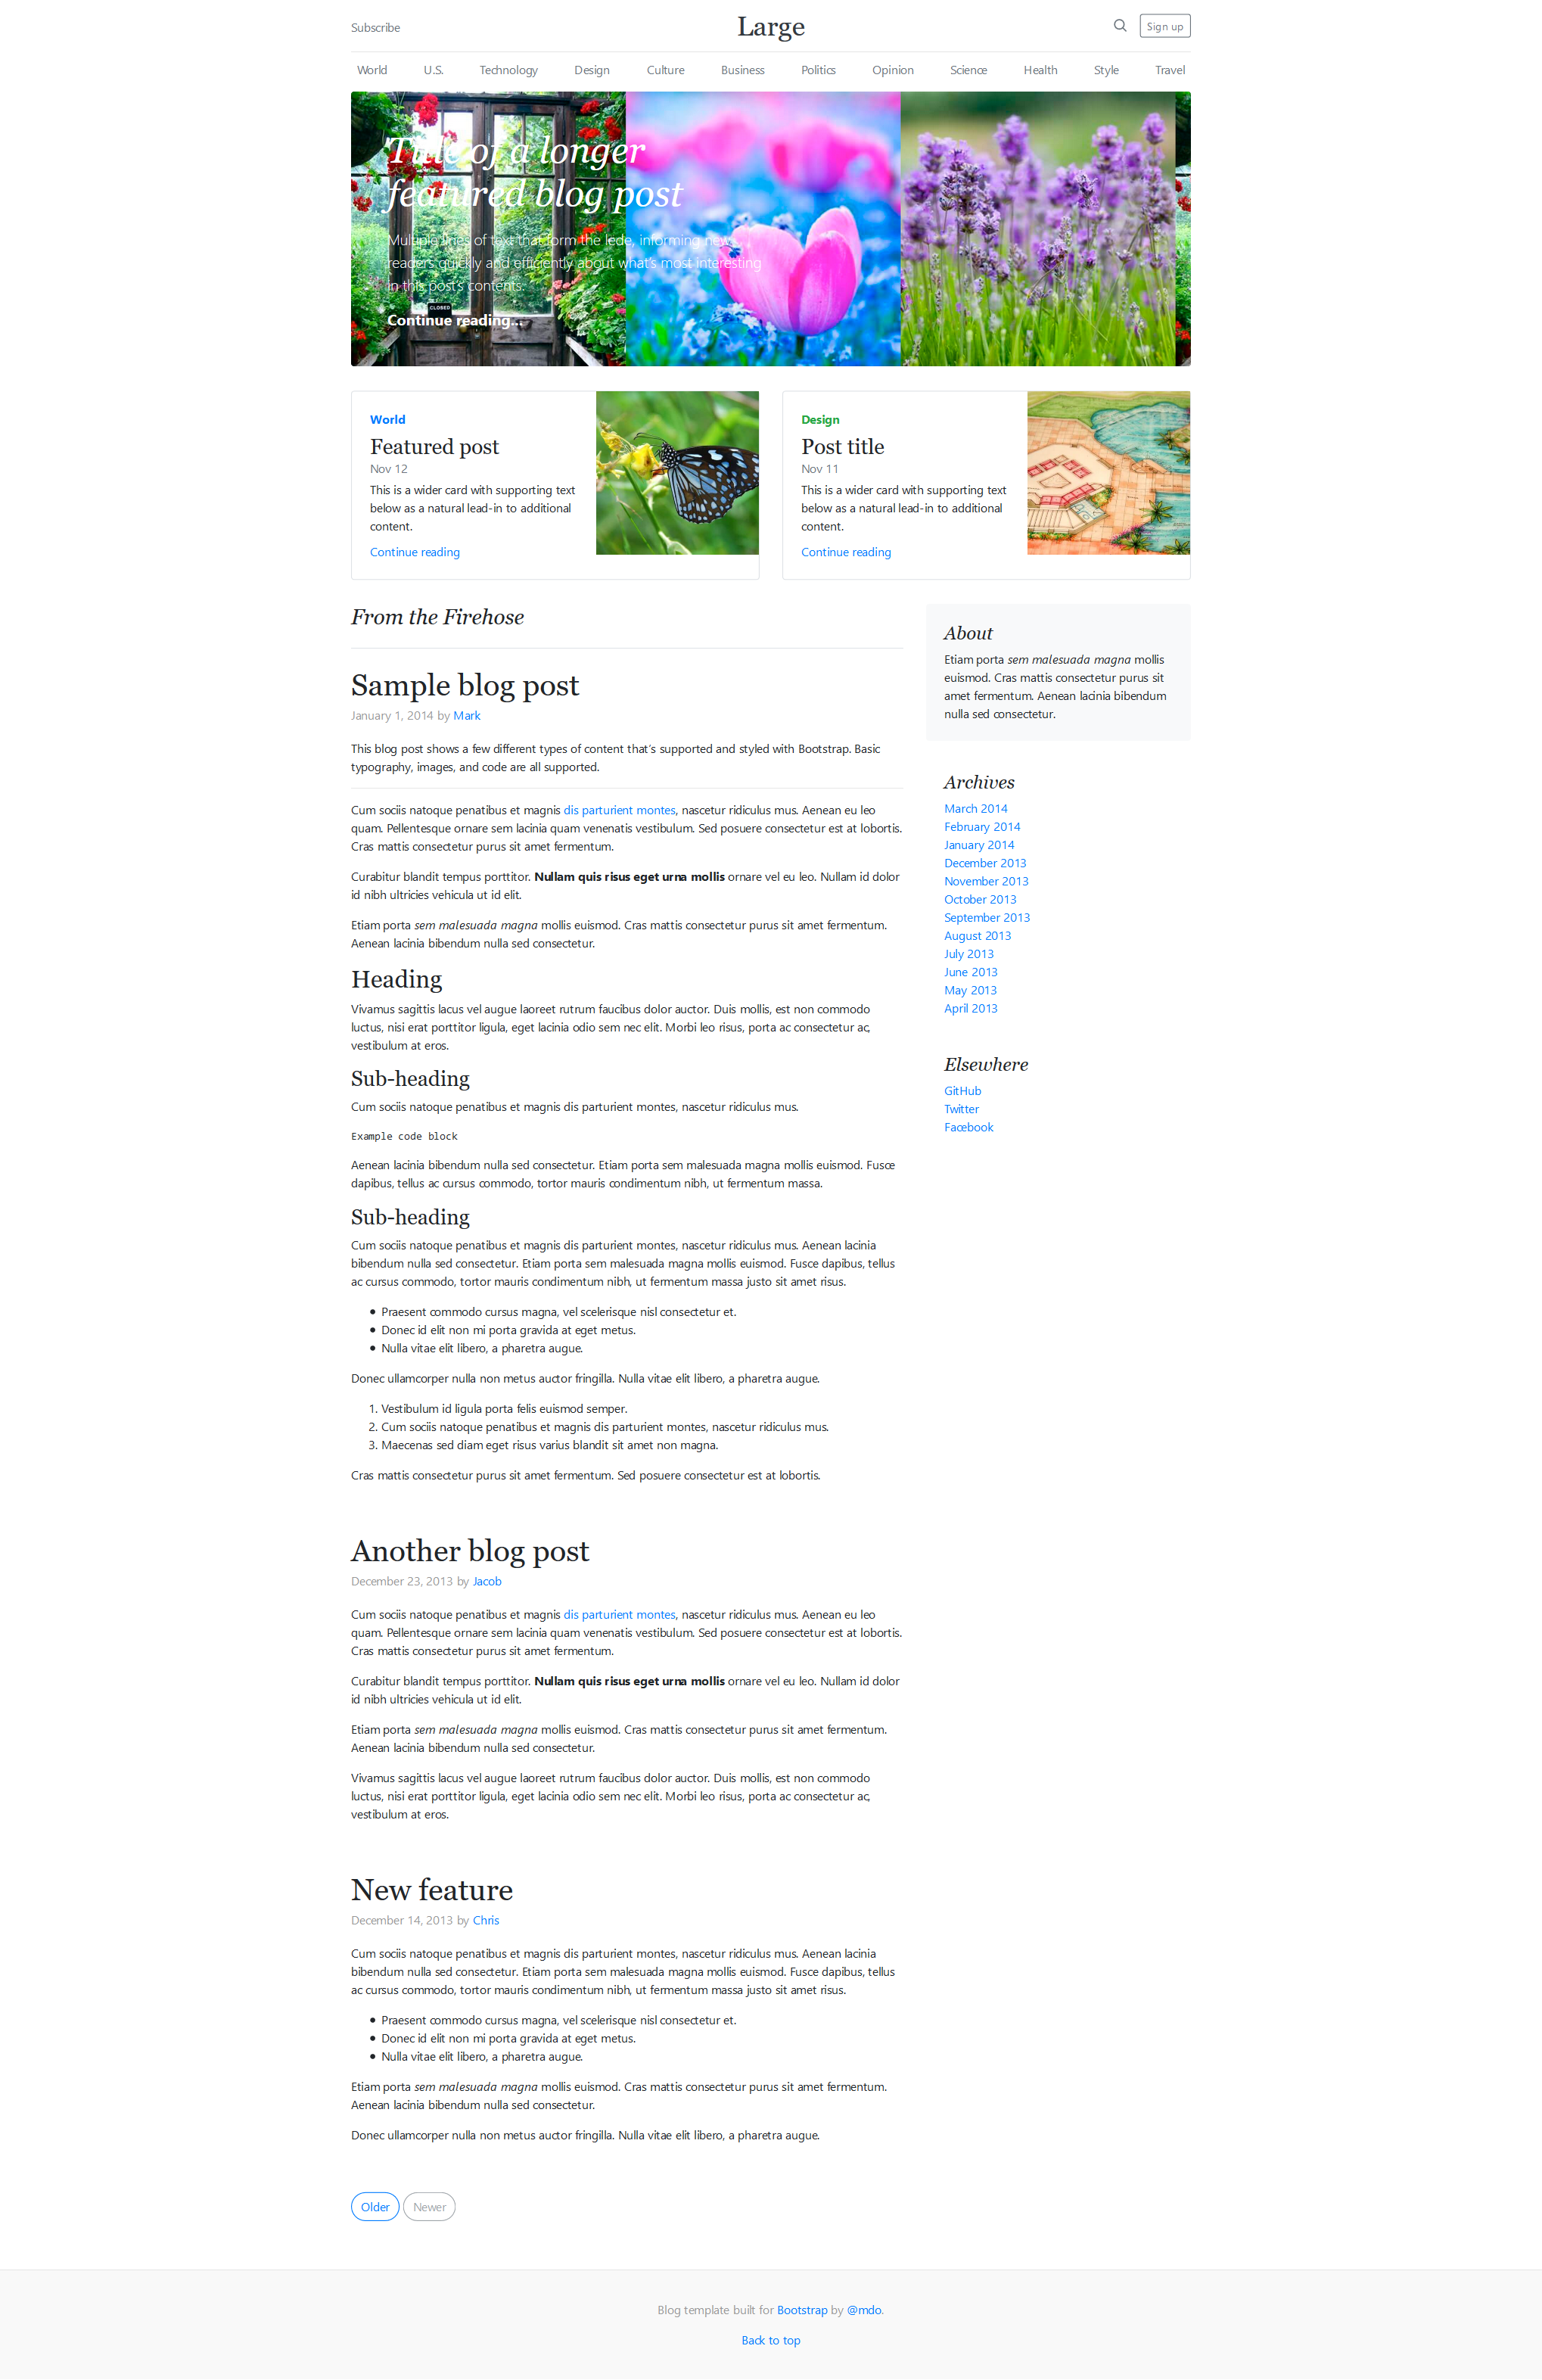 Subscribe
Large
Sign up
World
U.S.
Technology
Design
Culture
Business
Politics
Opinion
Science
Health
Style
Travel
Title of a longer
featured blog post
Multiple lines of text that form the lede, informing new
readers quickly and efficiently about what's most interesting
in this post's contents.
CLOSED
Continue reading...
World
Featured post
Nov 12
This is a wider card with supporting text
below as a natural lead-in to additional
content.
Continue reading
Design
Post title
Nov 11
This is a wider card with supporting text
below as a natural lead-in to additional
content.
Continue reading
From the Firehose
Sample blog post
January 1, 2014 by Mark
This blog post shows a few different types of content that's supported and styled with Bootstrap. Basic
typography, images, and code are all supported.
Cum sociis natoque penatibus et magnis dis parturient montes, nascetur ridiculus mus. Aenean eu leo
quam. Pellentesque ornare sem lacinia quam venenatis vestibulum. Sed posuere consectetur est at lobortis.
Cras mattis consectetur purus sit amet fermentum.
Curabitur blandit tempus porttitor. Nullam quis risus eget urna mollis ornare vel eu leo. Nullam id dolor
id nibh ultricies vehicula ut id elit.
Etiam porta sem malesuada magna mollis euismod. Cras mattis consectetur purus sit amet fermentum.
Aenean lacinia bibendum nulla sed consectetur.
Heading
Vivamus sagittis lacus vel augue laoreet rutrum faucibus dolor auctor. Duis mollis, est non commodo
luctus, nisi erat porttitor ligula, eget lacinia odio sem nec elit. Morbi leo risus, porta ac consectetur ac,
vestibulum at eros.
Sub-heading
Cum sociis natoque penatibus et magnis dis parturient montes, nascetur ridiculus mus.
Example code block
Aenean lacinia bibendum nulla sed consectetur. Etiam porta sem malesuada magna mollis euismod. Fusce
dapibus, tellus ac cursus commodo, tortor mauris condimentum nibh, ut fermentum massa.
Sub-heading
Cum sociis natoque penatibus et magnis dis parturient montes, nascetur ridiculus mus. Aenean lacinia
bibendum nulla sed consectetur. Etiam porta sem malesuada magna mollis euismod. Fusce dapibus, tellus
ac cursus commodo, tortor mauris condimentum nibh, ut fermentum massa justo sit amet risus.
• Praesent commodo cursus magna, vel scelerisque nisl consectetur et.
• Donec id elit non mi porta gravida at eget metus.
• Nulla vitae elit libero, a pharetra augue.
Donec ullamcorper nulla non metus auctor fringilla. Nulla vitae elit libero, a pharetra augue.
1. Vestibulum id ligula porta felis euismod semper.
2. Cum sociis natoque penatibus et magnis dis parturient montes, nascetur ridiculus mus.
3. Maecenas sed diam eget risus varius blandit sit amet non magna.
Cras mattis consectetur purus sit amet fermentum. Sed posuere consectetur est at lobortis.
Another blog post
December 23, 2013 by Jacob
Cum sociis natoque penatibus et magnis dis parturient montes, nascetur ridiculus mus. Aenean eu leo
quam. Pellentesque ornare sem lacinia quam venenatis vestibulum. Sed posuere consectetur est at lobortis.
Cras mattis consectetur purus sit amet fermentum.
Curabitur blandit tempus porttitor. Nullam quis risus eget urna mollis ornare vel eu leo. Nullam id dolor
id nibh ultricies vehicula ut id elit.
Etiam porta sem malesuada magna mollis euismod. Cras mattis consectetur purus sit amet fermentum.
Aenean lacinia bibendum nulla sed consectetur.
Vivamus sagittis lacus vel augue laoreet rutrum faucibus dolor auctor. Duis mollis, est non commodo
luctus, nisi erat porttitor ligula, eget lacinia odio sem nec elit. Morbi leo risus, porta ac consectetur ac,
vestibulum at eros.
New feature
December 14, 2013 by Chris
Cum sociis natoque penatibus et magnis dis parturient montes, nascetur ridiculus mus. Aenean lacinia
bibendum nulla sed consectetur. Etiam porta sem malesuada magna mollis euismod. Fusce dapibus, tellus
ac cursus commodo, tortor mauris condimentum nibh, ut fermentum massa justo sit amet risus.
• Praesent commodo cursus magna, vel scelerisque nisl consectetur et.
• Donec id elit non mi porta gravida at eget metus.
• Nulla vitae elit libero, a pharetra augue.
Etiam porta sem malesuada magna mollis euismod. Cras mattis consectetur purus sit amet fermentum.
Aenean lacinia bibendum nulla sed consectetur.
Donec ullamcorper nulla non metus auctor fringilla. Nulla vitae elit libero, a pharetra augue.
Older
Newer
About
Etiam porta sem malesuada magna mollis
euismod. Cras mattis consectetur purus sit
amet fermentum. Aenean lacinia bibendum
nulla sed consectetur.
Archives
March 2014
February 2014
January 2014
December 2013
November 2013
October 2013
September 2013
August 2013
July 2013
June 2013
May 2013
April 2013
Elsewhere
GitHub
Twitter
Facebook
Blog template built for Bootstrap by @mdo.
Back to top